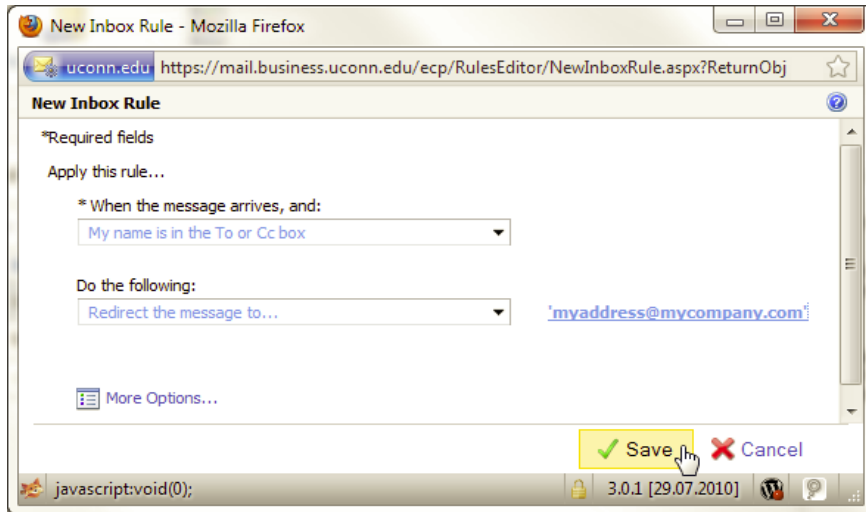 New Inbox Rule - Mozilla Firefox
uconn.edu https://mail.business.uconn.edu/ecp/RulesEditor/NewInboxRule.aspx?ReturnObj
New Inbox Rule
*Required fields
Apply this rule...
* When the message arrives, and:
My name is in the To or Cc box
Do the following:
Redirect the message to... 'myaddress@mycompany.com'
More Options...
Save Cancel
javascript:void(0); 3.0.1 [29.07.2010]